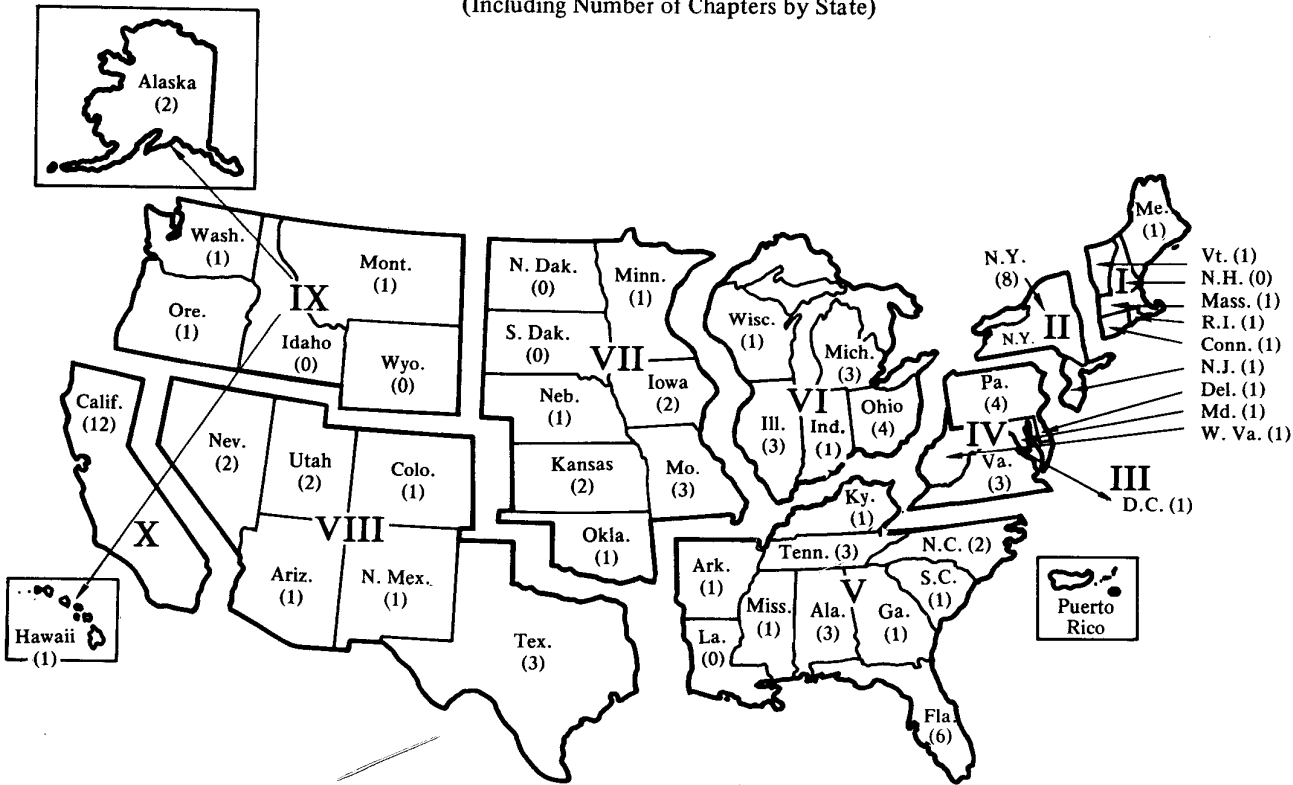 (Including Number of Chapters by State)
Alaska
(2)
Wash.
(1)
Mont.
(1)
IX
Ore.
(1)
Idaho
(0)
Wyo.
(0)
N. Dak.
(0)
Minn.
(1)
S. Dak.
(0)
VII
Neb.
(1)
Iowa
(2)
Kansas
(2)
Mo.
(3)
Okla.
(1)
Wisc.
(1)
Mich.
(3)
VI
Ill.
(3)
Ind.
(1)
Ohio
(4)
Me.
(1)
I
Vt. (1)
N.H. (0)
Mass. (1)
R.I. (1)
Conn. (1)
N.J. (1)
Del. (1)
Md. (1)
W. Va. (1)
N.Y.
(8)
II
N.Y.
Pa.
(4)
IV
Va.
(3)
III
D.C. (1)
Calif.
(12)
X
Nev.
(2)
Utah
(2)
Colo.
(1)
VIII
Ariz.
(1)
N. Mex.
(1)
Hawaii
(1)
Tex.
(3)
Ky.
(1)
Tenn. (3)
N.C. (2)
Ark.
(1)
S.C.
(1)
V
Miss.
(1)
Ala.
(3)
Ga.
(1)
La.
(0)
Fla.
(6)
Puerto
Rico